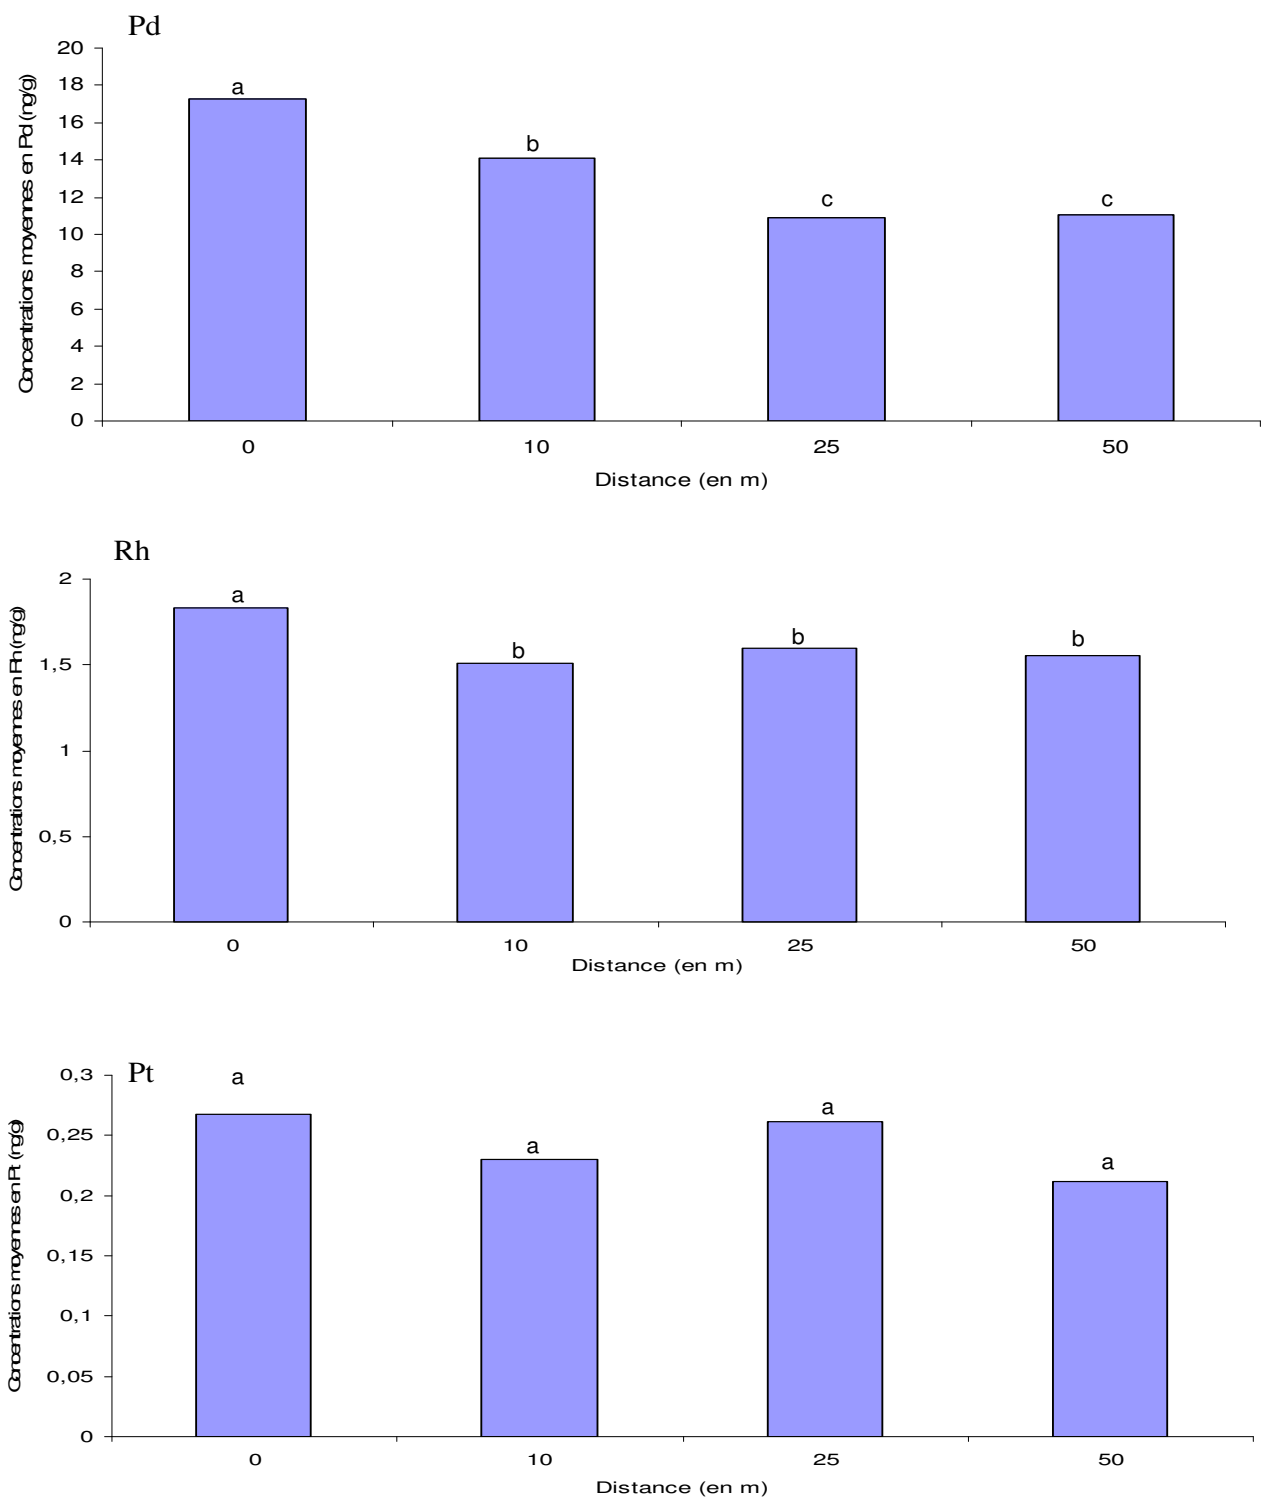 Pd
Concentrations moyennes en Pd (ng/g)
20
18
16
14
12
10
8
6
4
2
0
a
b
c
c
0 10 25 50
Distance (en m)
Rh
Concentrations moyennes en Rh (ng/g)
2
1,5
1
0,5
0
a
b
b
b
0 10 25 50
Distance (en m)
Pt
Concentrations moyennes en Pt (ng/g)
0,3
0,25
0,2
0,15
0,1
0,05
0
a
a
a
a
0 10 25 50
Distance (en m)